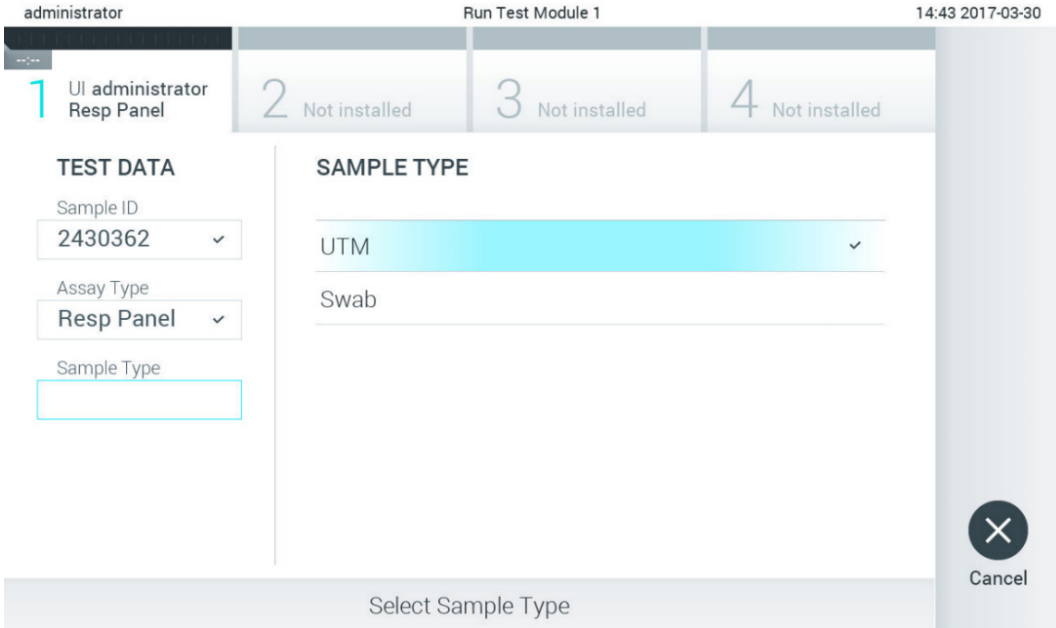 administrator
Run Test Module 1
14:43 2017-03-30
--:--
1 UI administrator
Resp Panel
2 Not installed
3 Not installed
4 Not installed
TEST DATA
Sample ID
2430362
Assay Type
Resp Panel
Sample Type
SAMPLE TYPE
UTM
Swab
Cancel
Select Sample Type